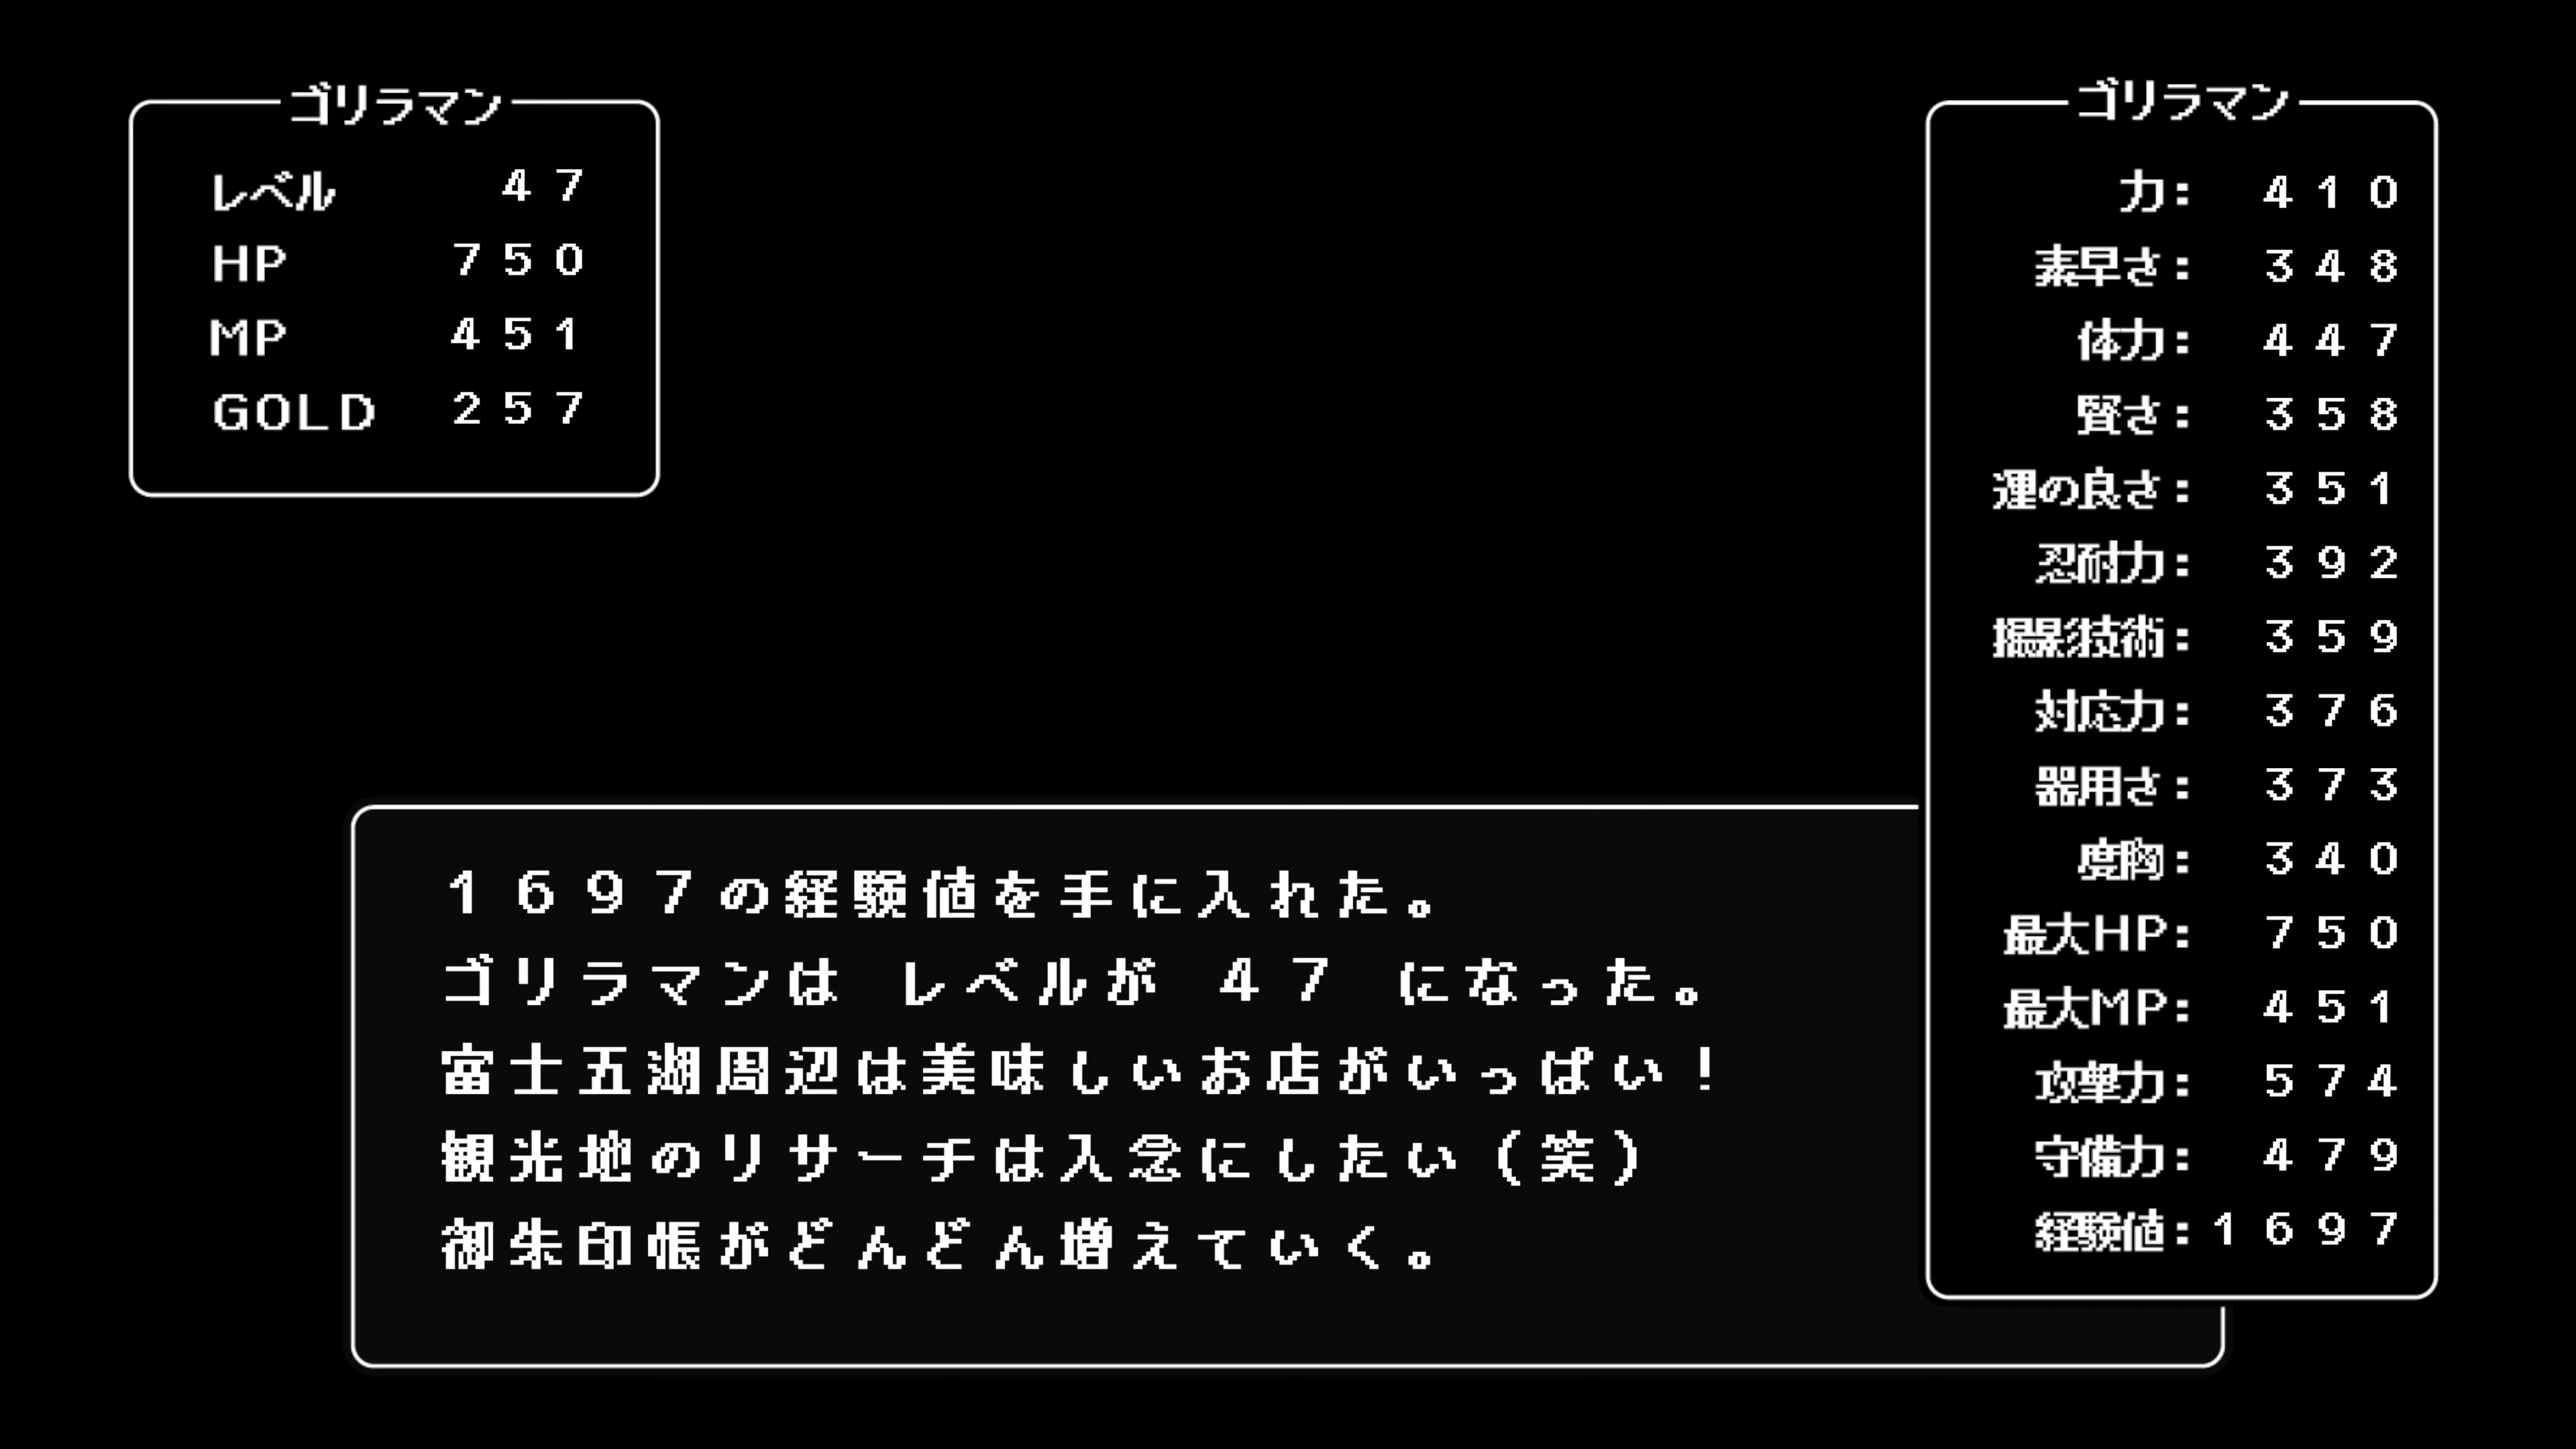 ゴリラマン
レベル ４７
HP ７５０
MP ４５１
GOLD ２５７
ゴリラマン
力： ４１０
素早さ： ３４８
体力： ４４７
賢さ： ３５８
運の良さ： ３５１
忍耐力： ３９２
撮影技術： ３５９
対応力： ３７６
器用さ： ３７３
度胸： ３４０
最大HP： ７５０
最大MP： ４５１
攻撃力： ５７４
守備力： ４７９
経験値：１６９７
１６９７の経験値を手に入れた。
ゴリラマンは　レベルが　４７　になった。
富士五湖周辺は美味しいお店がいっぱい！
観光地のリサーチは入念にしたい（笑）
御朱印帳がどんどん増えていく。